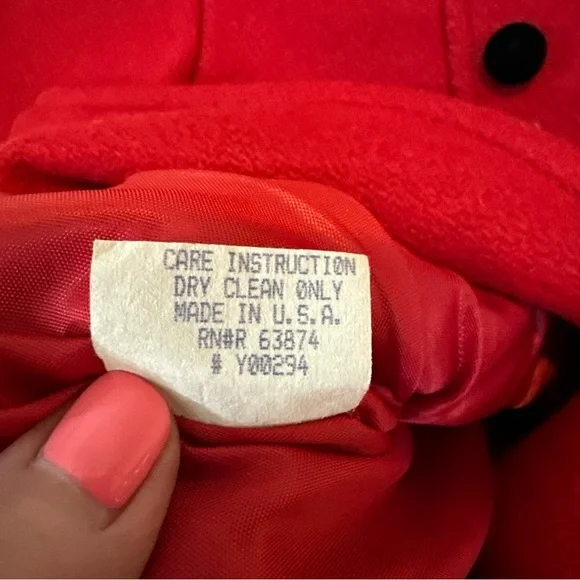 CARE INSTRUCTION
DRY CLEAN ONLY
MADE IN U.S.A.
RN#R 63874
# Y00294